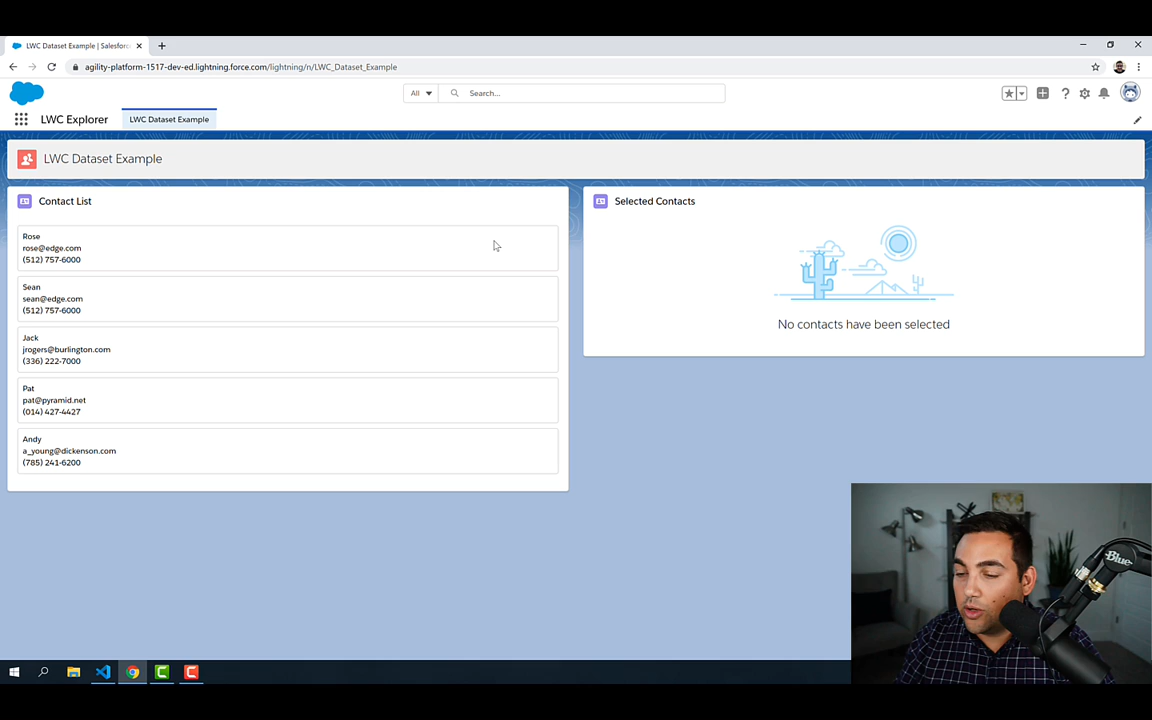 LWC Dataset Example | Salesforc
agility-platform-1517-dev-ed.lightning.force.com/lightning/n/LWC_Dataset_Example
All
Search...
LWC Explorer
LWC Dataset Example
LWC Dataset Example
Contact List
Rose
rose@edge.com
(512) 757-6000
Sean
sean@edge.com
(512) 757-6000
Jack
jrogers@burlington.com
(336) 222-7000
Pat
pat@pyramid.net
(014) 427-4427
Andy
a_young@dickenson.com
(785) 241-6200
Selected Contacts
No contacts have been selected
Blue